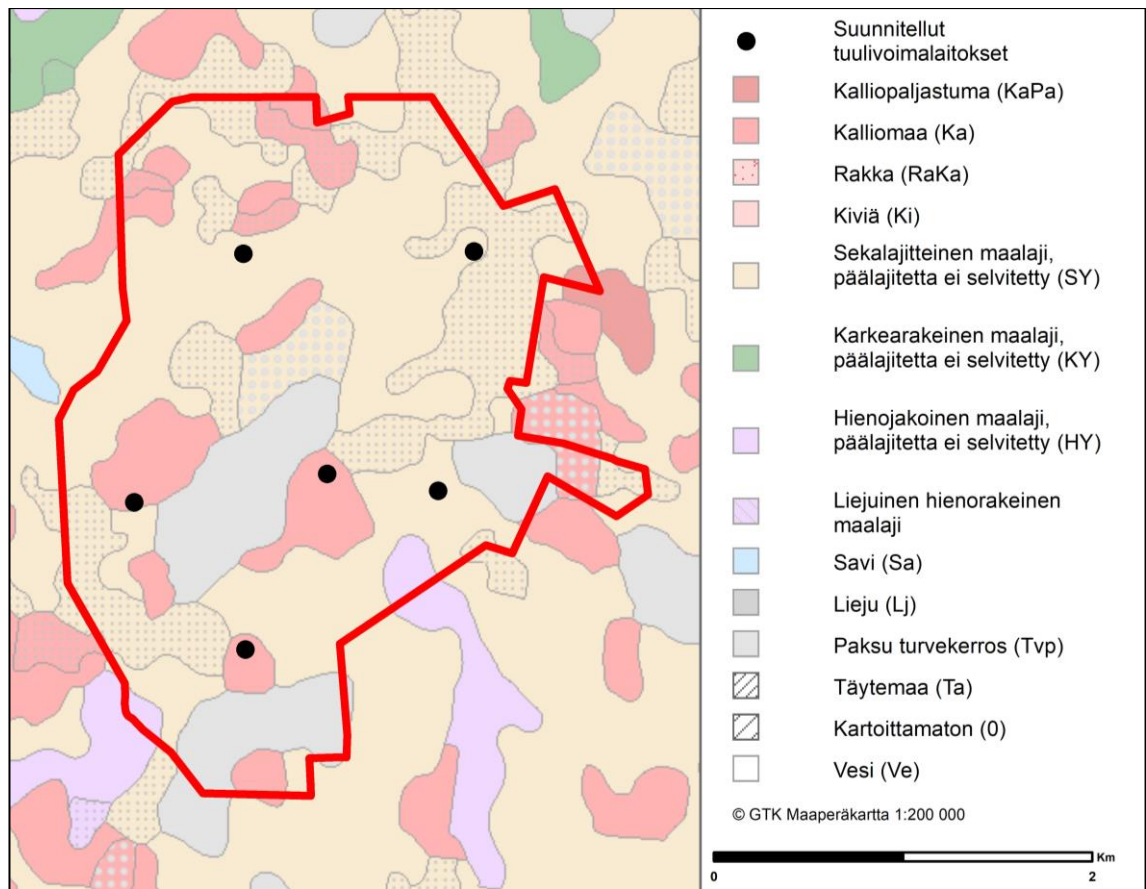 Suunnitellut
tuulivoimalaitokset
Kalliopaljastuma (KaPa)
Kalliomaa (Ka)
Rakka (RaKa)
Kiviä (Ki)
Sekalajitteinen maalaji,
päälajitetta ei selvitetty (SY)
Karkearakeinen maalaji,
päälajitetta ei selvitetty (KY)
Hienojakoinen maalaji,
päälajitetta ei selvitetty (HY)
Liejuinen hienorakeinen
maalaji
Savi (Sa)
Lieju (Lj)
Paksu turvekerros (Tvp)
Täytemaa (Ta)
Kartoittamaton (0)
Vesi (Ve)
© GTK Maaperäkartta 1:200 000
Km
0 2